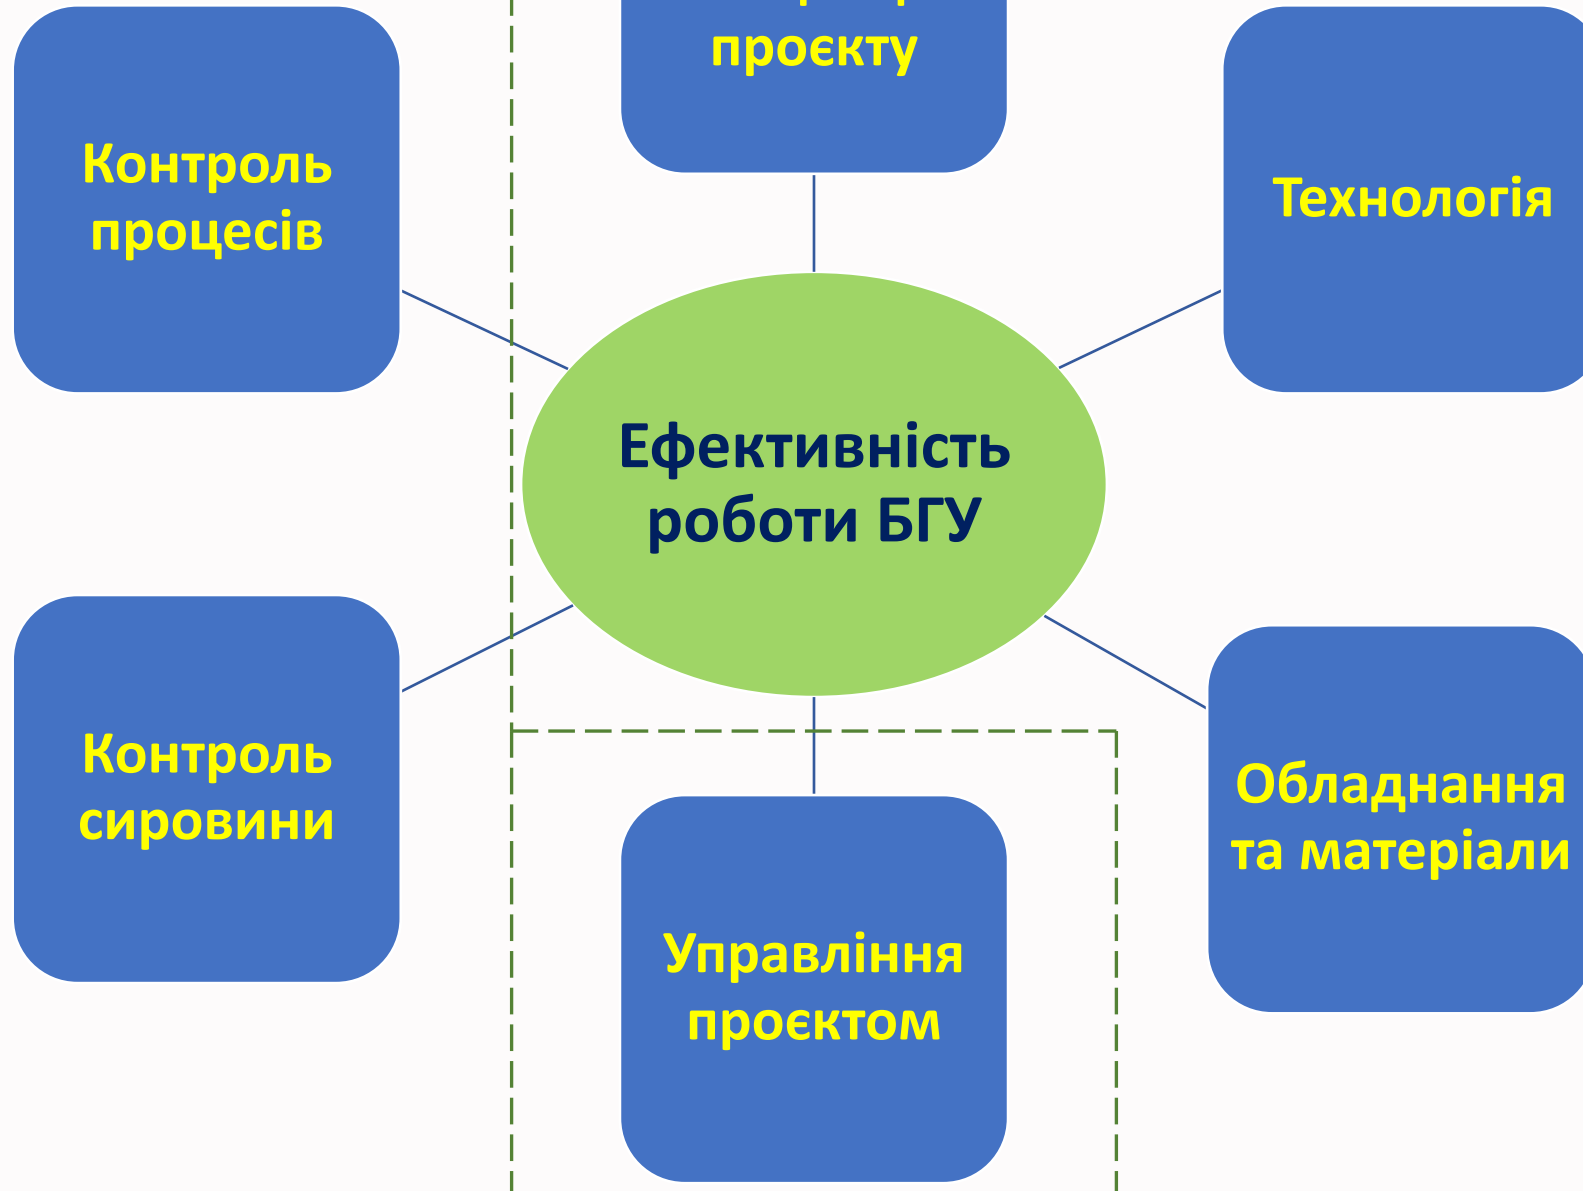 проєкту
Контроль
процесів
Технологія
Ефективність
роботи БГУ
Контроль
сировини
Обладнання
та матеріали
Управління
проєктом